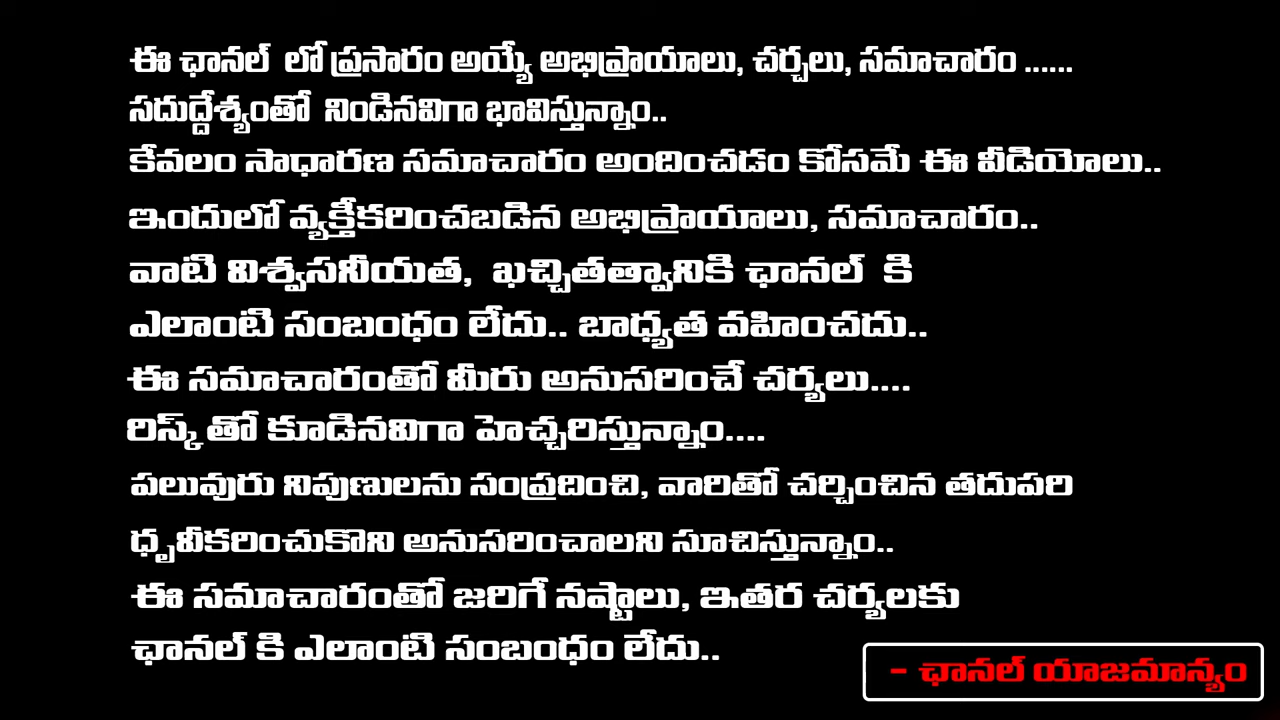 ఈ ఛానల్ లో ప్రసారం అయ్యే అభిప్రాయాలు, చర్చలు, సమాచారం ......
సదుద్దేశ్యంతో నిండినవిగా భావిస్తున్నాం..
కేవలం సాధారణ సమాచారం అందించడం కోసమే ఈ వీడియోలు..
ఇందులో వ్యక్తీకరించబడిన అభిప్రాయాలు, సమాచారం..
వాటి విశ్వసనీయత, ఖచ్చితత్వానికి ఛానల్ కి
ఎలాంటి సంబంధం లేదు.. బాధ్యత వహించదు..
ఈ సమాచారంతో మీరు అనుసరించే చర్యలు....
రిస్క్ తో కూడినవిగా హెచ్చరిస్తున్నాం....
పలువురు నిపుణులను సంప్రదించి, వారితో చర్చించిన తదుపరి
ధృవీకరించుకొని అనుసరించాలని సూచిస్తున్నాం..
ఈ సమాచారంతో జరిగే నష్టాలు, ఇతర చర్యలకు
ఛానల్ కి ఎలాంటి సంబంధం లేదు..
- ఛానల్ యాజమాన్యం